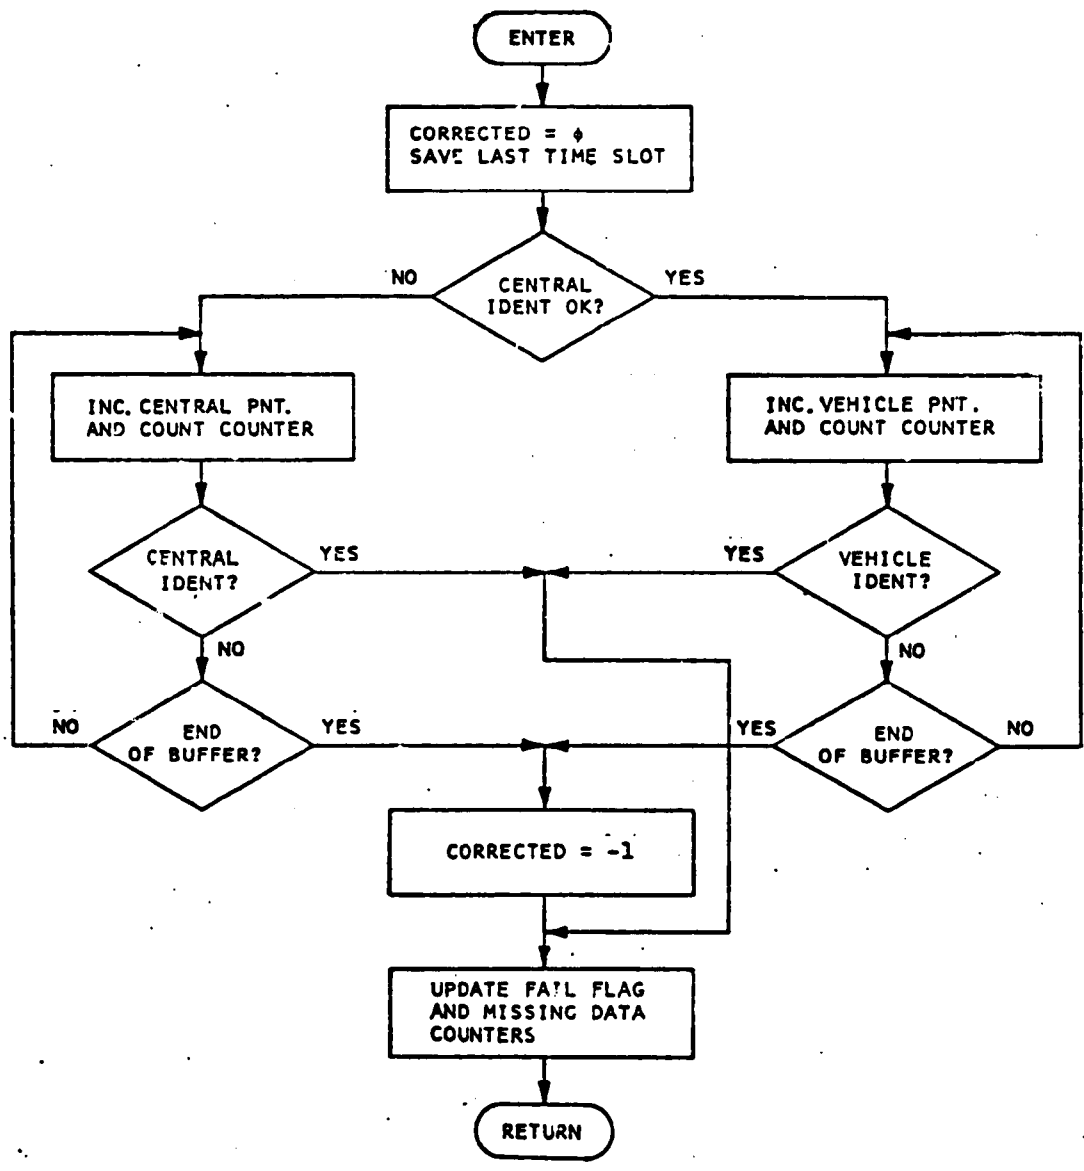 ENTER
CORRECTED = ϕ
SAVE LAST TIME SLOT
CENTRAL
IDENT OK?
NO
YES
INC. CENTRAL PNT.
AND COUNT COUNTER
INC. VEHICLE PNT.
AND COUNT COUNTER
CENTRAL
IDENT?
YES
NO
YES
VEHICLE
IDENT?
NO
NO
END
OF BUFFER?
YES
YES
END
OF BUFFER?
NO
CORRECTED = -1
UPDATE FAIL FLAG
AND MISSING DATA
COUNTERS
RETURN